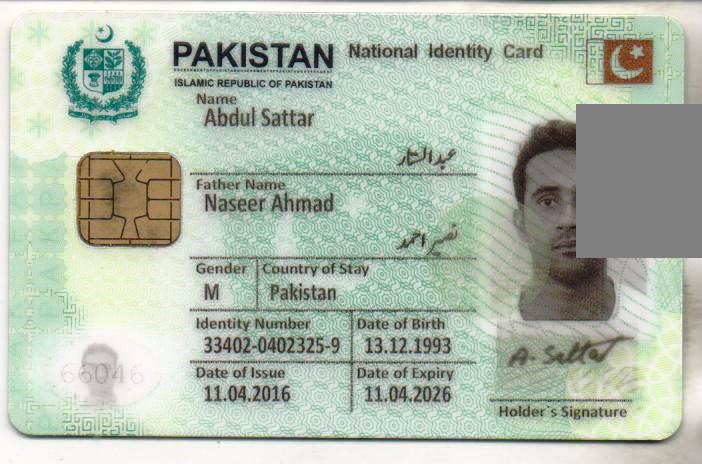 PAKISTAN National Identity Card
ISLAMIC REPUBLIC OF PAKISTAN
Name
Abdul Sattar
عبدالستار
Father Name
Naseer Ahmad
نصیر احمد
Gender Country of Stay
M Pakistan
Identity Number Date of Birth
33402-0402325-9 13.12.1993
Date of Issue Date of Expiry
11.04.2016 11.04.2026
66046
A. Sattar
Holder`s Signature